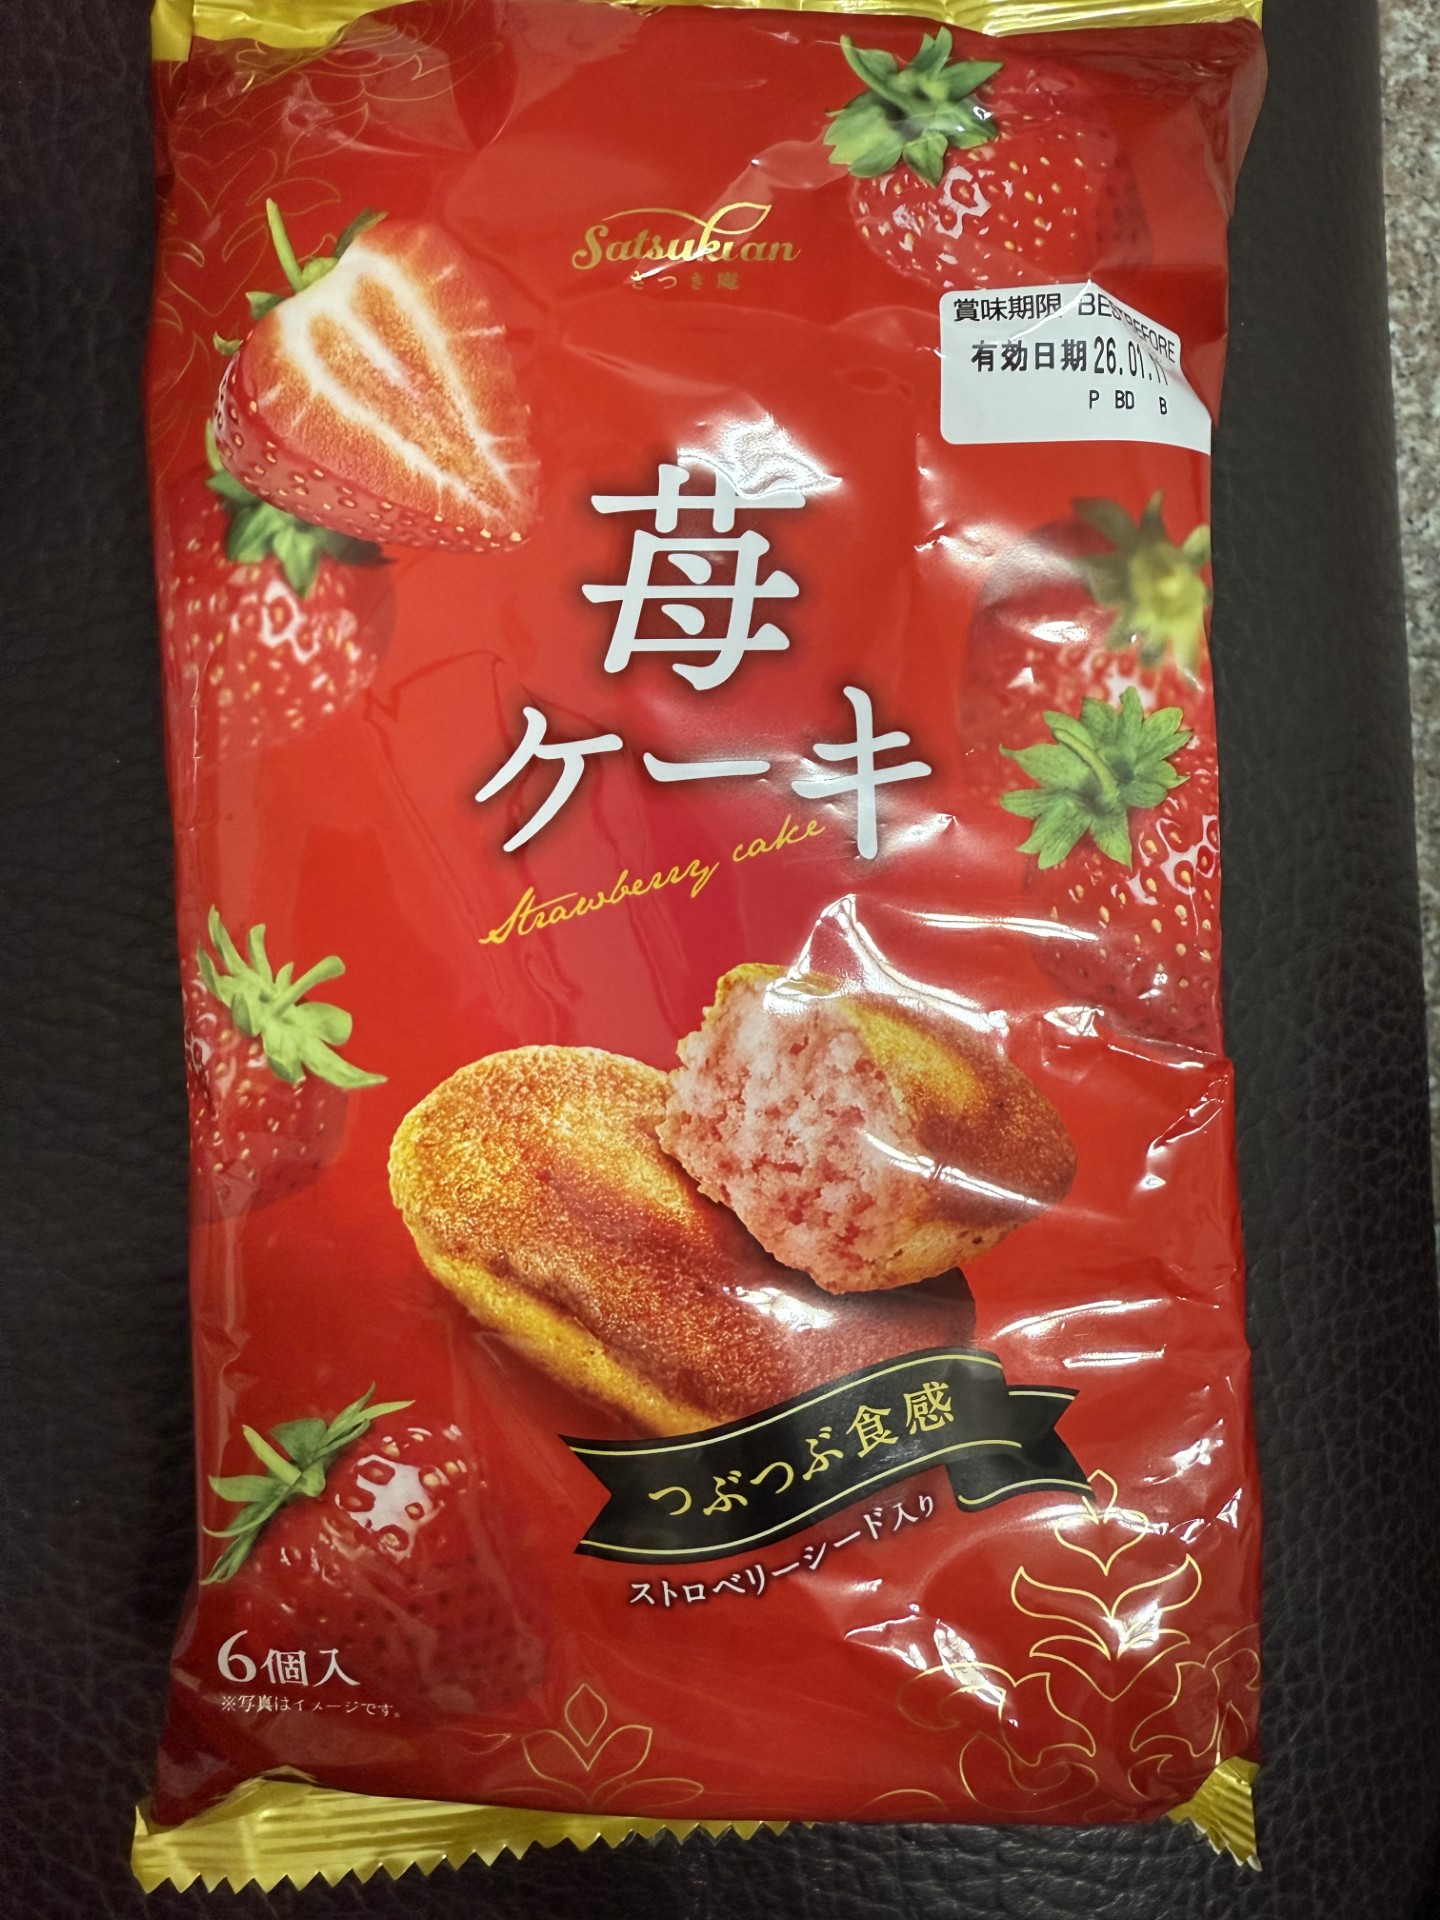 Satsukian
さつき庵
賞味期限 BEST BEFORE
有効日期 26.01.11
P BD B
苺
ケーキ
Strawberry cake
つぶつぶ食感
ストロベリーシード入り
6個入
※写真はイメージです。